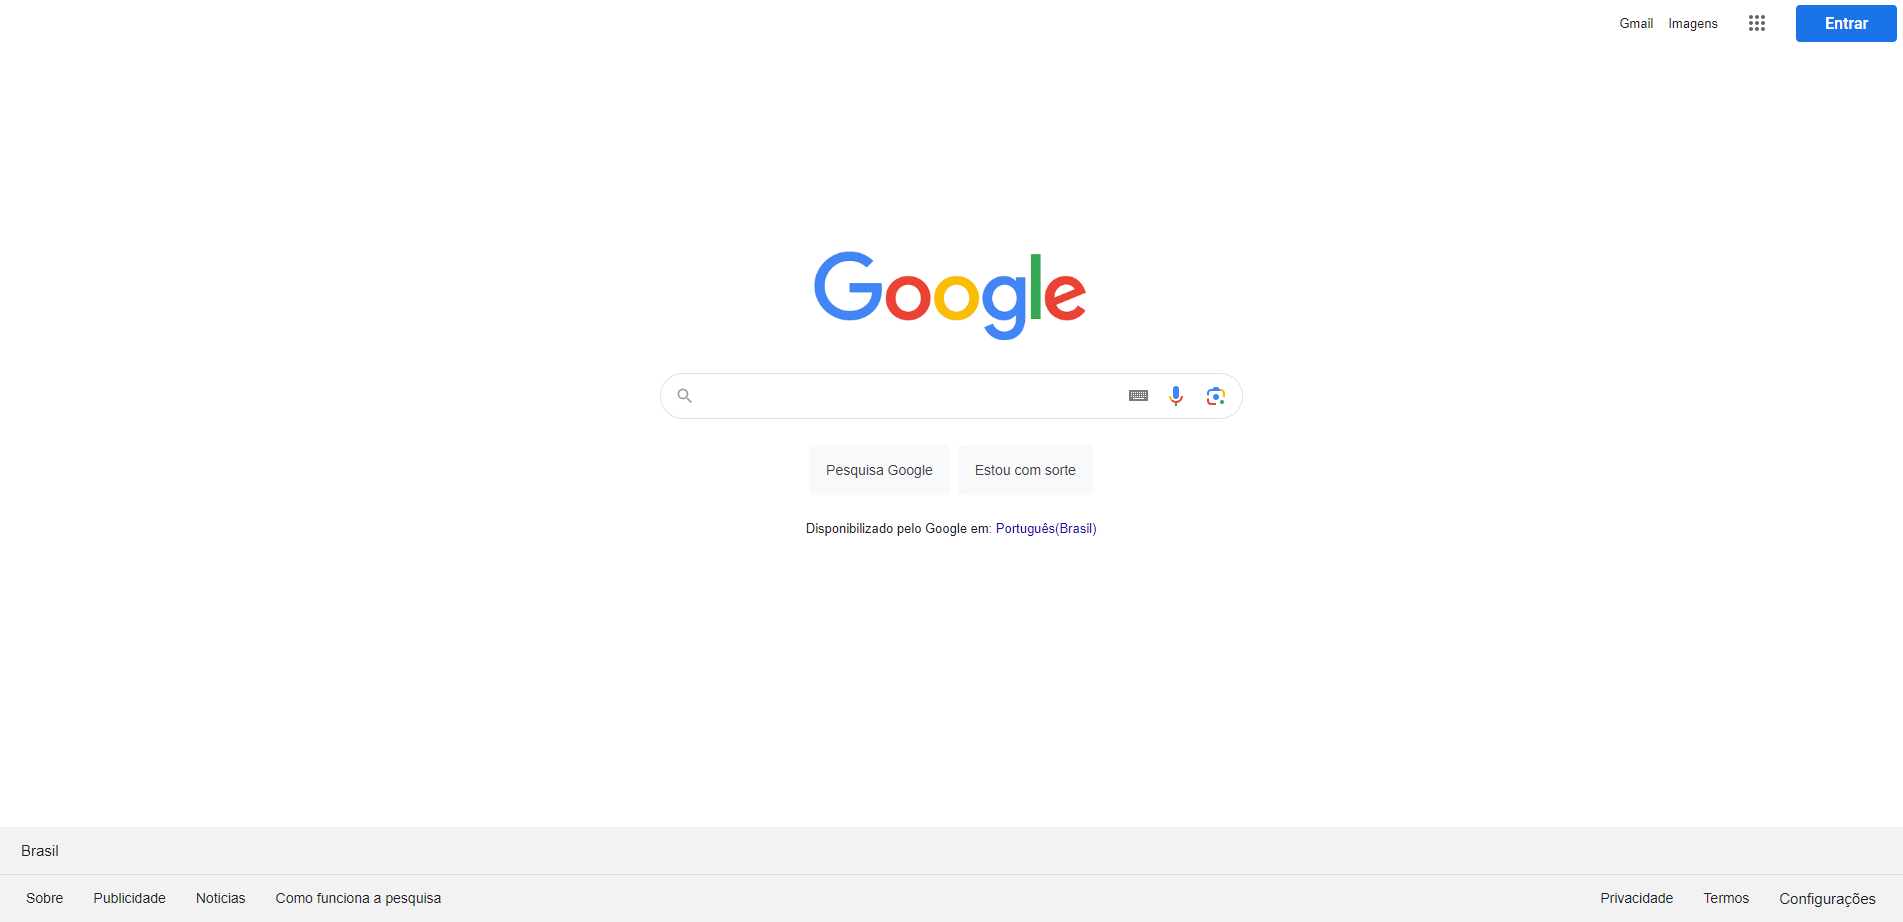 Gmail Imagens Entrar
Google
Pesquisa Google Estou com sorte
Disponibilizado pelo Google em: Português(Brasil)
Brasil
Sobre Publicidade Noticias Como funciona a pesquisa Privacidade Termos Configurações